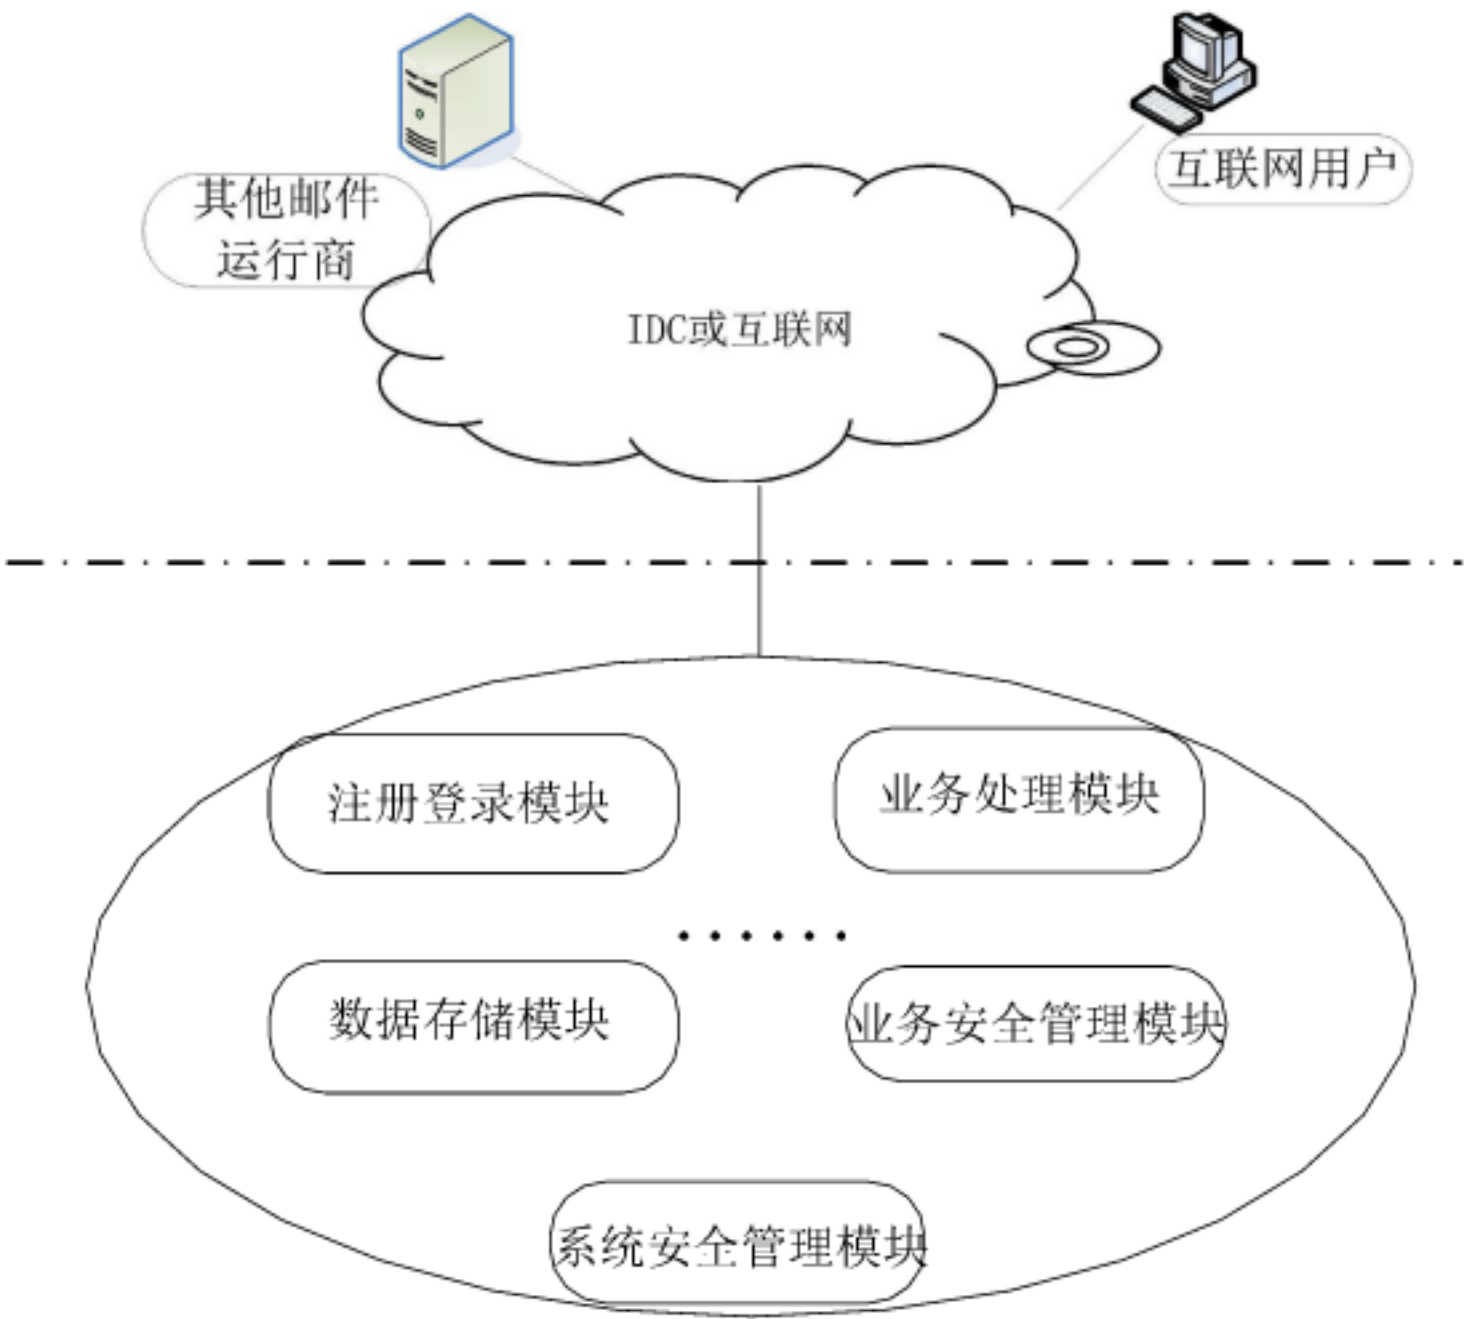 其他邮件
运行商
互联网用户
IDC或互联网
注册登录模块
业务处理模块
······
数据存储模块
业务安全管理模块
系统安全管理模块